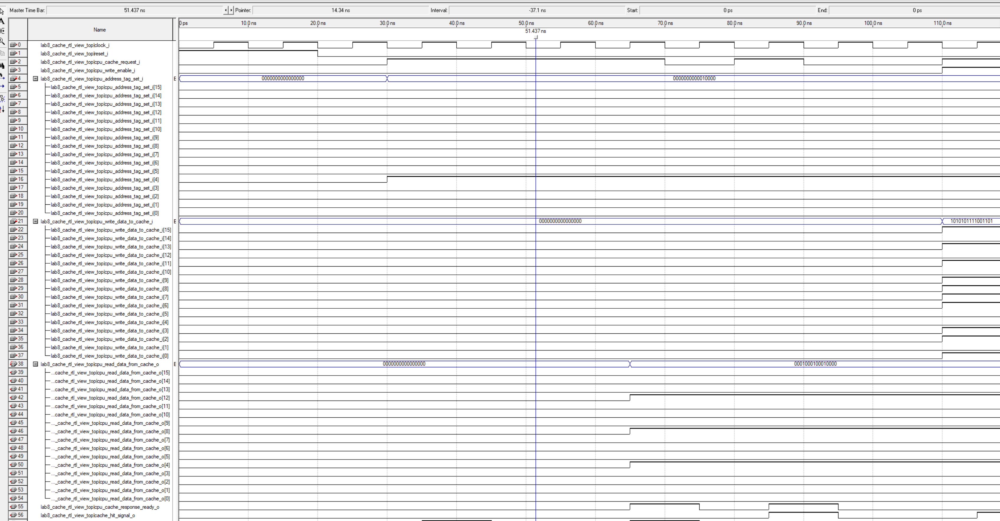 Master Time Bar: 51.437 ns Pointer: 14.34 ns Interval: -37.1 ns Start: 0 ps End: 0 ps
Name 0 ps 10.0 ns 20.0 ns 30.0 ns 40.0 ns 50.0 ns 60.0 ns 70.0 ns 80.0 ns 90.0 ns 100.0 ns 110.0 ns
51.437 ns
0 lab8_cache_rtl_view_top|clock_i
1 lab8_cache_rtl_view_top|reset_i
2 lab8_cache_rtl_view_top|cpu_cache_request_i
3 lab8_cache_rtl_view_top|cpu_write_enable_i
4 lab8_cache_rtl_view_top|cpu_address_tag_set_i 0000000000000000 0000000000010000
5 lab8_cache_rtl_view_top|cpu_address_tag_set_i[15]
6 lab8_cache_rtl_view_top|cpu_address_tag_set_i[14]
7 lab8_cache_rtl_view_top|cpu_address_tag_set_i[13]
8 lab8_cache_rtl_view_top|cpu_address_tag_set_i[12]
9 lab8_cache_rtl_view_top|cpu_address_tag_set_i[11]
10 lab8_cache_rtl_view_top|cpu_address_tag_set_i[10]
11 lab8_cache_rtl_view_top|cpu_address_tag_set_i[9]
12 lab8_cache_rtl_view_top|cpu_address_tag_set_i[8]
13 lab8_cache_rtl_view_top|cpu_address_tag_set_i[7]
14 lab8_cache_rtl_view_top|cpu_address_tag_set_i[6]
15 lab8_cache_rtl_view_top|cpu_address_tag_set_i[5]
16 lab8_cache_rtl_view_top|cpu_address_tag_set_i[4]
17 lab8_cache_rtl_view_top|cpu_address_tag_set_i[3]
18 lab8_cache_rtl_view_top|cpu_address_tag_set_i[2]
19 lab8_cache_rtl_view_top|cpu_address_tag_set_i[1]
20 lab8_cache_rtl_view_top|cpu_address_tag_set_i[0]
21 lab8_cache_rtl_view_top|cpu_write_data_to_cache_i 0000000000000000 1010101111001101
22 lab8_cache_rtl_view_top|cpu_write_data_to_cache_i[15]
23 lab8_cache_rtl_view_top|cpu_write_data_to_cache_i[14]
24 lab8_cache_rtl_view_top|cpu_write_data_to_cache_i[13]
25 lab8_cache_rtl_view_top|cpu_write_data_to_cache_i[12]
26 lab8_cache_rtl_view_top|cpu_write_data_to_cache_i[11]
27 lab8_cache_rtl_view_top|cpu_write_data_to_cache_i[10]
28 lab8_cache_rtl_view_top|cpu_write_data_to_cache_i[9]
29 lab8_cache_rtl_view_top|cpu_write_data_to_cache_i[8]
30 lab8_cache_rtl_view_top|cpu_write_data_to_cache_i[7]
31 lab8_cache_rtl_view_top|cpu_write_data_to_cache_i[6]
32 lab8_cache_rtl_view_top|cpu_write_data_to_cache_i[5]
33 lab8_cache_rtl_view_top|cpu_write_data_to_cache_i[4]
34 lab8_cache_rtl_view_top|cpu_write_data_to_cache_i[3]
35 lab8_cache_rtl_view_top|cpu_write_data_to_cache_i[2]
36 lab8_cache_rtl_view_top|cpu_write_data_to_cache_i[1]
37 lab8_cache_rtl_view_top|cpu_write_data_to_cache_i[0]
38 lab8_cache_rtl_view_top|cpu_read_data_from_cache_o 0000000000000000 0001000100010000
39 ...cache_rtl_view_top|cpu_read_data_from_cache_o[15]
40 ...cache_rtl_view_top|cpu_read_data_from_cache_o[14]
41 ...cache_rtl_view_top|cpu_read_data_from_cache_o[13]
42 ...cache_rtl_view_top|cpu_read_data_from_cache_o[12]
43 ...cache_rtl_view_top|cpu_read_data_from_cache_o[11]
44 ...cache_rtl_view_top|cpu_read_data_from_cache_o[10]
45 ..._cache_rtl_view_top|cpu_read_data_from_cache_o[9]
46 ..._cache_rtl_view_top|cpu_read_data_from_cache_o[8]
47 ..._cache_rtl_view_top|cpu_read_data_from_cache_o[7]
48 ..._cache_rtl_view_top|cpu_read_data_from_cache_o[6]
49 ..._cache_rtl_view_top|cpu_read_data_from_cache_o[5]
50 ..._cache_rtl_view_top|cpu_read_data_from_cache_o[4]
51 ..._cache_rtl_view_top|cpu_read_data_from_cache_o[3]
52 ..._cache_rtl_view_top|cpu_read_data_from_cache_o[2]
53 ..._cache_rtl_view_top|cpu_read_data_from_cache_o[1]
54 ..._cache_rtl_view_top|cpu_read_data_from_cache_o[0]
55 lab8_cache_rtl_view_top|cpu_cache_response_ready_o
56 lab8_cache_rtl_view_top|cache_hit_signal_o